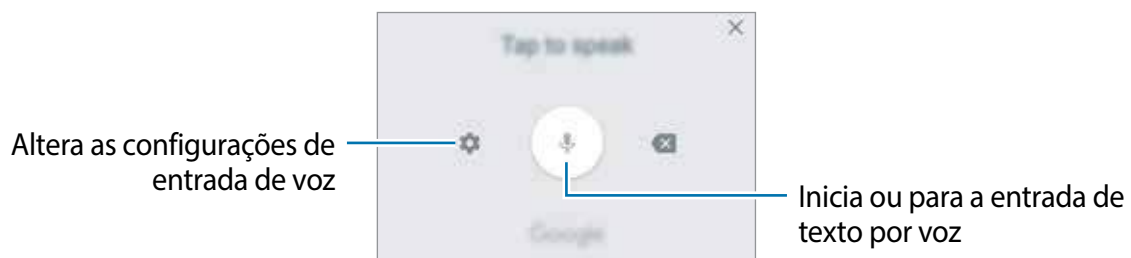 Tap to speak
Altera as configurações de
entrada de voz
Inicia ou para a entrada de
texto por voz
Google